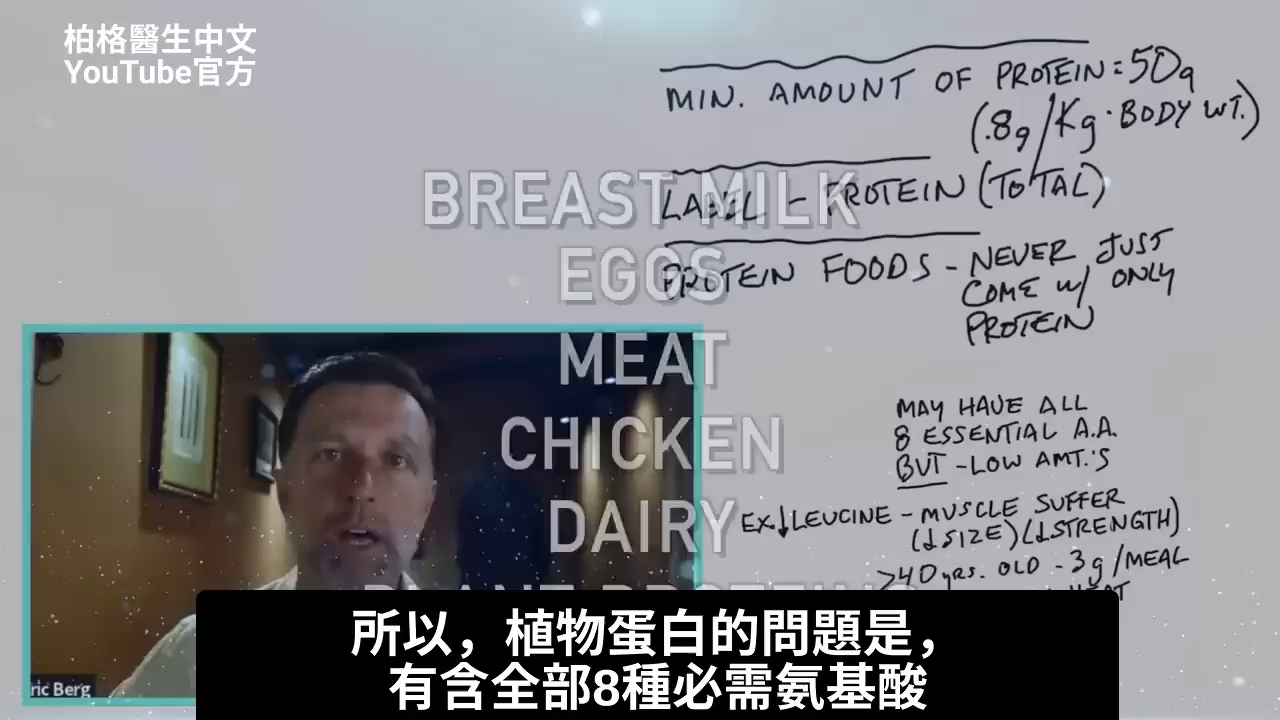 柏格醫生中文
YouTube官方
MIN. AMOUNT OF PROTEIN = 50g
(.8g/Kg·BODY WT.)
LABEL - PROTEIN (TOTAL)
PROTEIN FOODS - NEVER JUST
COME W/ ONLY
PROTEIN
BREAST MILK
EGGS
MEAT
CHICKEN
DAIRY
PLANT PROTEINS
MAY HAVE ALL
8 ESSENTIAL A.A.
BUT - LOW AMT.'S
EX.↓LEUCINE - MUSCLE SUFFER
(↓SIZE)(↓STRENGTH)
>40 yrs. OLD - 3g/MEAL
ric Berg
所以，植物蛋白的問題是，
有含全部8種必需氨基酸